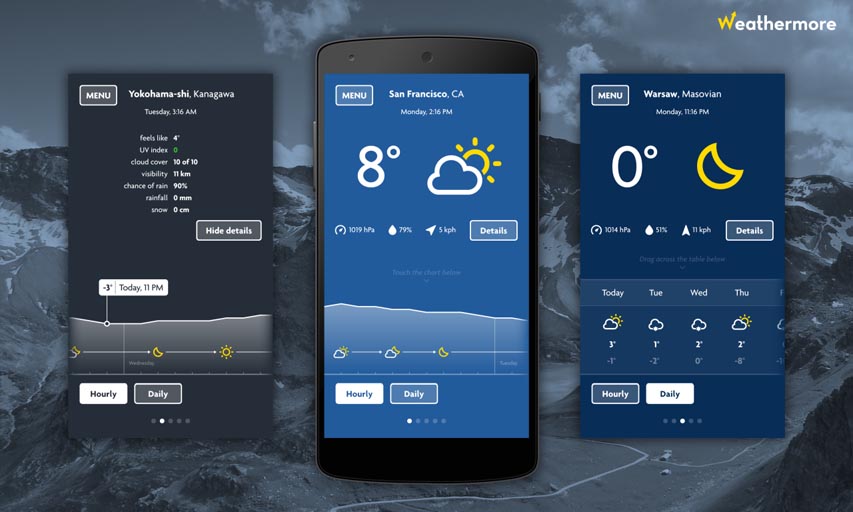 Weathermore
MENU
Yokohama-shi, Kanagawa
Tuesday, 3:16 AM
feels like 4°
UV index 0
cloud cover 10 of 10
visibility 11 km
chance of rain 90%
rainfall 0 mm
snow 0 cm
Hide details
-3° Today, 11 PM
Wednesday
Hourly
Daily
MENU
San Francisco, CA
Monday, 2:16 PM
8°
1019 hPa 79% 5 kph
Details
Touch the chart below
Tuesday
Hourly
Daily
MENU
Warsaw, Masovian
Monday, 11:16 PM
0°
1014 hPa 51% 11 kph
Details
Drag across the table below
Today Tue Wed Thu F
3° 1° 2° 2°
-1° -2° 0° -8° -1
Hourly
Daily